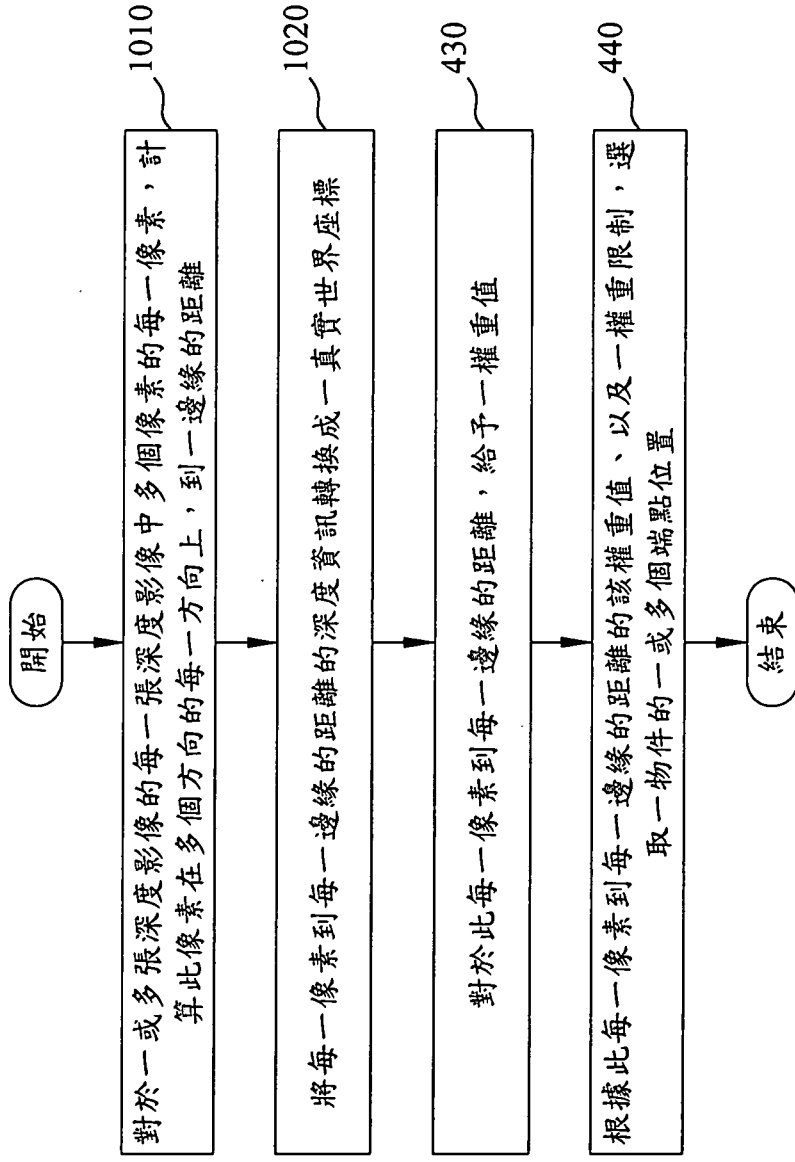 開始
對於一或多張深度影像的每一張深度影像中多個像素的每一像素，計
算此像素在多個方向的每一方向上，到一邊緣的距離
1010
將每一像素到每一邊緣的距離的深度資訊轉換成一真實世界座標
1020
對於此每一像素到每一邊緣的距離，給予一權重值
430
根據此每一像素到每一邊緣的距離的該權重值、以及一權重限制，選
取一物件的一或多個端點位置
440
結束